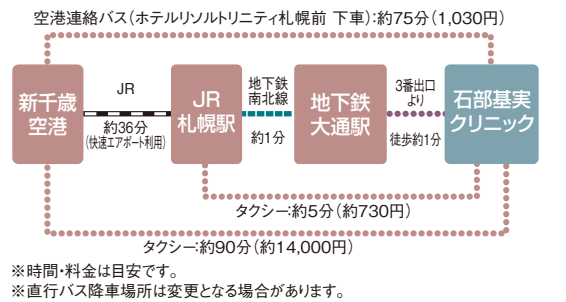 空港連絡バス(ホテルリソルトリニティ札幌前 下車):約75分(1,030円)
新千歳
空港
JR
約36分
(快速エアポート利用)
JR
札幌駅
地下鉄
南北線
約1分
地下鉄
大通駅
3番出口
より
徒歩約1分
石部基実
クリニック
タクシー:約5分(約730円)
タクシー:約90分(約14,000円)
※時間・料金は目安です。
※直行バス降車場所は変更となる場合があります。